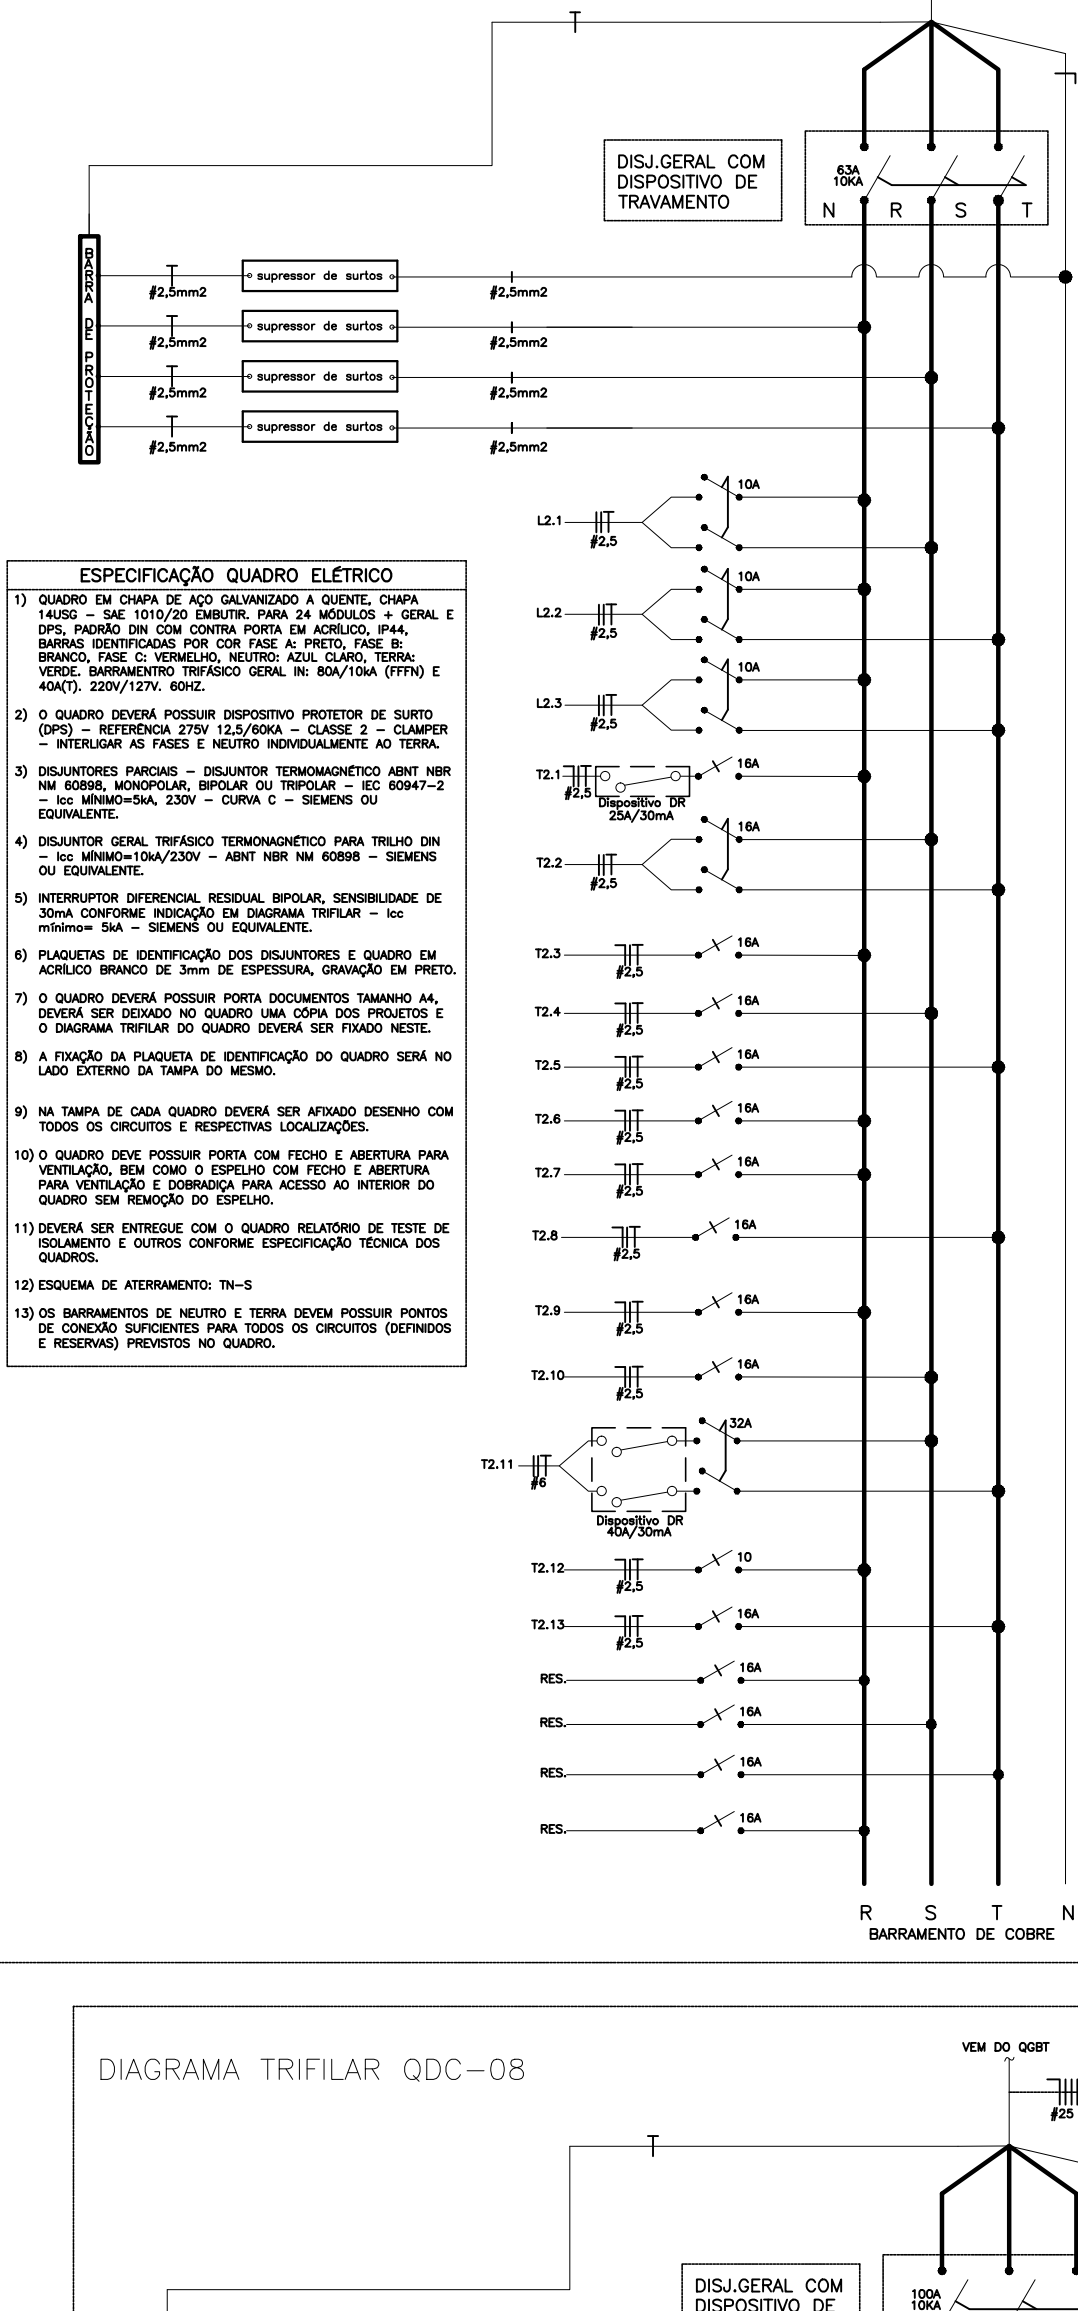 DISJ.GERAL COM
DISPOSITIVO DE
TRAVAMENTO
63A
10KA
N R S T
BARRA DE PROTEÇÃO
supressor de surtos
#2,5mm2 #2,5mm2
supressor de surtos
#2,5mm2 #2,5mm2
supressor de surtos
#2,5mm2 #2,5mm2
supressor de surtos
#2,5mm2 #2,5mm2
ESPECIFICAÇÃO QUADRO ELÉTRICO
1) QUADRO EM CHAPA DE AÇO GALVANIZADO A QUENTE, CHAPA
14USG – SAE 1010/20 EMBUTIR. PARA 24 MÓDULOS + GERAL E
DPS, PADRÃO DIN COM CONTRA PORTA EM ACRÍLICO, IP44,
BARRAS IDENTIFICADAS POR COR FASE A: PRETO, FASE B:
BRANCO, FASE C: VERMELHO, NEUTRO: AZUL CLARO, TERRA:
VERDE. BARRAMENTRO TRIFÁSICO GERAL IN: 80A/10kA (FFFN) E
40A(T). 220V/127V. 60HZ.
2) O QUADRO DEVERÁ POSSUIR DISPOSITIVO PROTETOR DE SURTO
(DPS) – REFERÊNCIA 275V 12,5/60KA – CLASSE 2 – CLAMPER
– INTERLIGAR AS FASES E NEUTRO INDIVIDUALMENTE AO TERRA.
3) DISJUNTORES PARCIAIS – DISJUNTOR TERMOMAGNÉTICO ABNT NBR
NM 60898, MONOPOLAR, BIPOLAR OU TRIPOLAR – IEC 60947-2
– Icc MÍNIMO=5kA, 230V – CURVA C – SIEMENS OU
EQUIVALENTE.
4) DISJUNTOR GERAL TRIFÁSICO TERMONAGNÉTICO PARA TRILHO DIN
– Icc MÍNIMO=10kA/230V – ABNT NBR NM 60898 – SIEMENS
OU EQUIVALENTE.
5) INTERRUPTOR DIFERENCIAL RESIDUAL BIPOLAR, SENSIBILIDADE DE
30mA CONFORME INDICAÇÃO EM DIAGRAMA TRIFILAR – Icc
mínimo= 5kA – SIEMENS OU EQUIVALENTE.
6) PLAQUETAS DE IDENTIFICAÇÃO DOS DISJUNTORES E QUADRO EM
ACRÍLICO BRANCO DE 3mm DE ESPESSURA, GRAVAÇÃO EM PRETO.
7) O QUADRO DEVERÁ POSSUIR PORTA DOCUMENTOS TAMANHO A4,
DEVERÁ SER DEIXADO NO QUADRO UMA CÓPIA DOS PROJETOS E
O DIAGRAMA TRIFILAR DO QUADRO DEVERÁ SER FIXADO NESTE.
8) A FIXAÇÃO DA PLAQUETA DE IDENTIFICAÇÃO DO QUADRO SERÁ NO
LADO EXTERNO DA TAMPA DO MESMO.
9) NA TAMPA DE CADA QUADRO DEVERÁ SER AFIXADO DESENHO COM
TODOS OS CIRCUITOS E RESPECTIVAS LOCALIZAÇÕES.
10) O QUADRO DEVE POSSUIR PORTA COM FECHO E ABERTURA PARA
VENTILAÇÃO, BEM COMO O ESPELHO COM FECHO E ABERTURA
PARA VENTILAÇÃO E DOBRADIÇA PARA ACESSO AO INTERIOR DO
QUADRO SEM REMOÇÃO DO ESPELHO.
11) DEVERÁ SER ENTREGUE COM O QUADRO RELATÓRIO DE TESTE DE
ISOLAMENTO E OUTROS CONFORME ESPECIFICAÇÃO TÉCNICA DOS
QUADROS.
12) ESQUEMA DE ATERRAMENTO: TN-S
13) OS BARRAMENTOS DE NEUTRO E TERRA DEVEM POSSUIR PONTOS
DE CONEXÃO SUFICIENTES PARA TODOS OS CIRCUITOS (DEFINIDOS
E RESERVAS) PREVISTOS NO QUADRO.
10A
L2.1
#2,5
10A
L2.2
#2,5
10A
L2.3
#2,5
16A
T2.1
#2,5
Dispositivo DR
25A/30mA
16A
T2.2
#2,5
T2.3 16A
#2,5
T2.4 16A
#2,5
T2.5 16A
#2,5
T2.6 16A
#2,5
T2.7 16A
#2,5
T2.8 16A
#2,5
T2.9 16A
#2,5
T2.10 16A
#2,5
32A
T2.11
#6
Dispositivo DR
40A/30mA
T2.12 10
#2,5
T2.13 16A
#2,5
RES. 16A
RES. 16A
RES. 16A
RES. 16A
R S T N
BARRAMENTO DE COBRE
DIAGRAMA TRIFILAR QDC-08
VEM DO QGBT
#25
DISJ.GERAL COM
DISPOSITIVO DE
100A
10KA